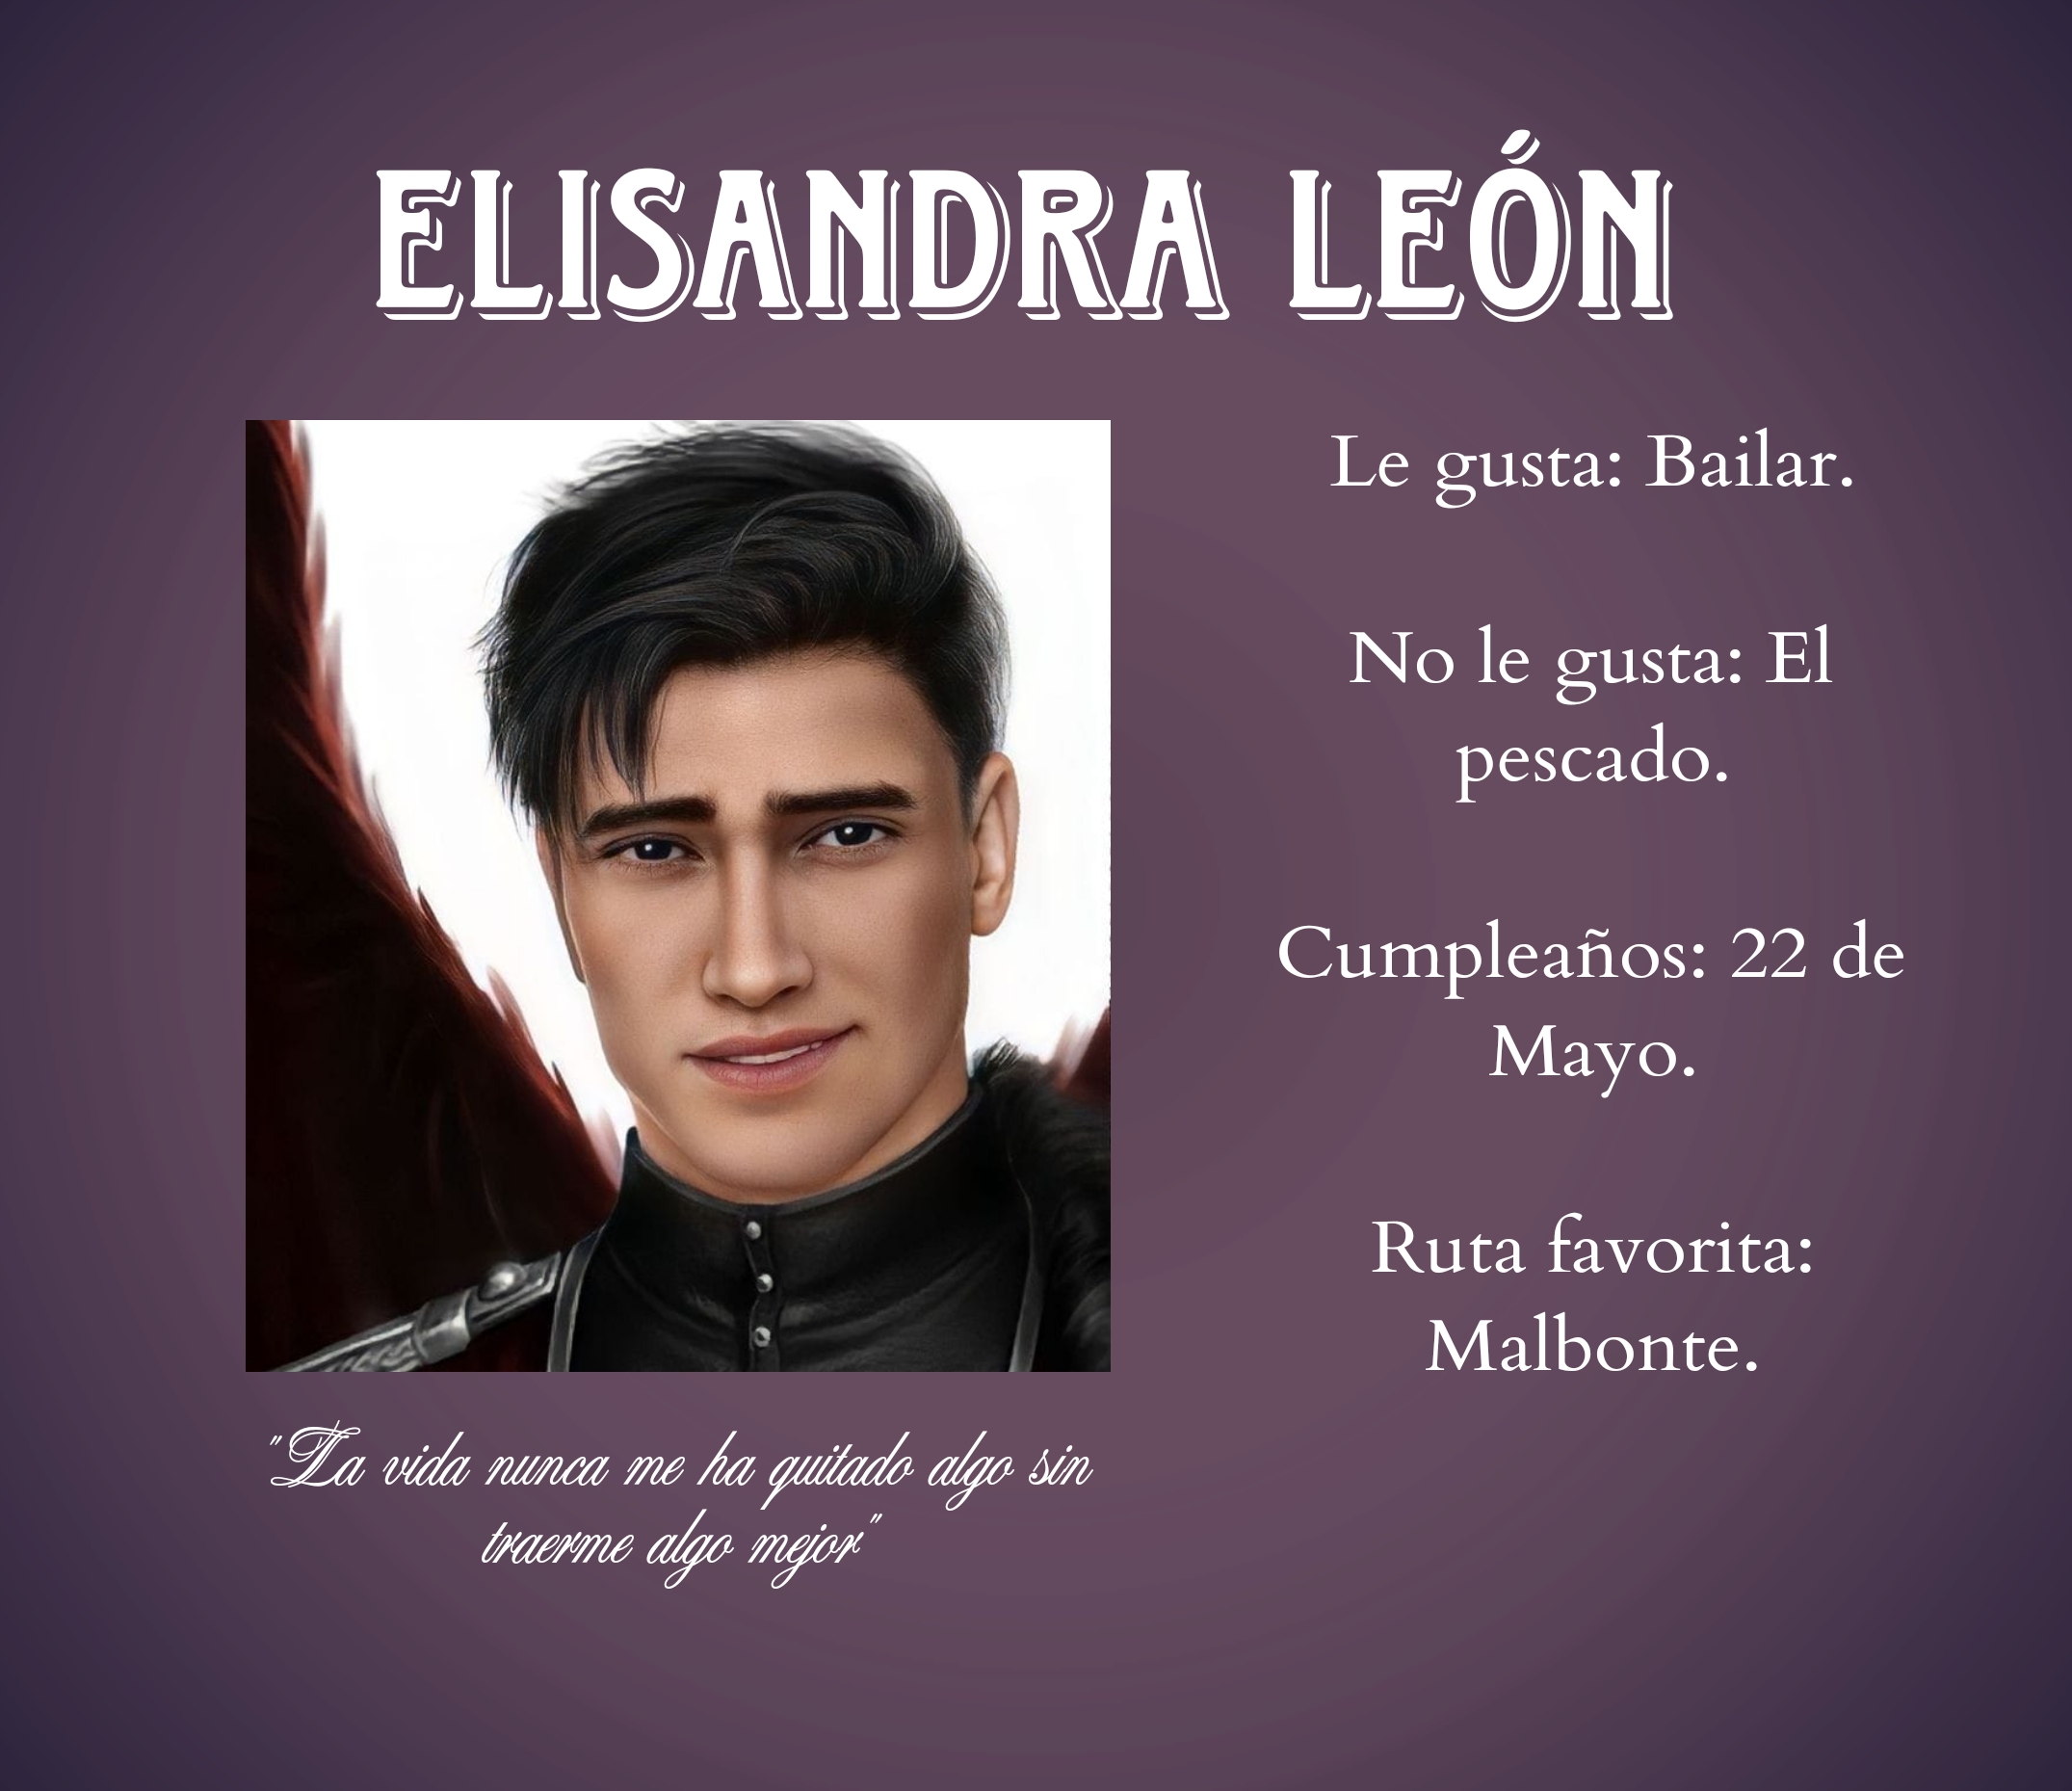 ELISANDRA LEÓN
Le gusta: Bailar.
No le gusta: El
pescado.
Cumpleaños: 22 de
Mayo.
Ruta favorita:
Malbonte.
"La vida nunca me ha quitado algo sin
traerme algo mejor"